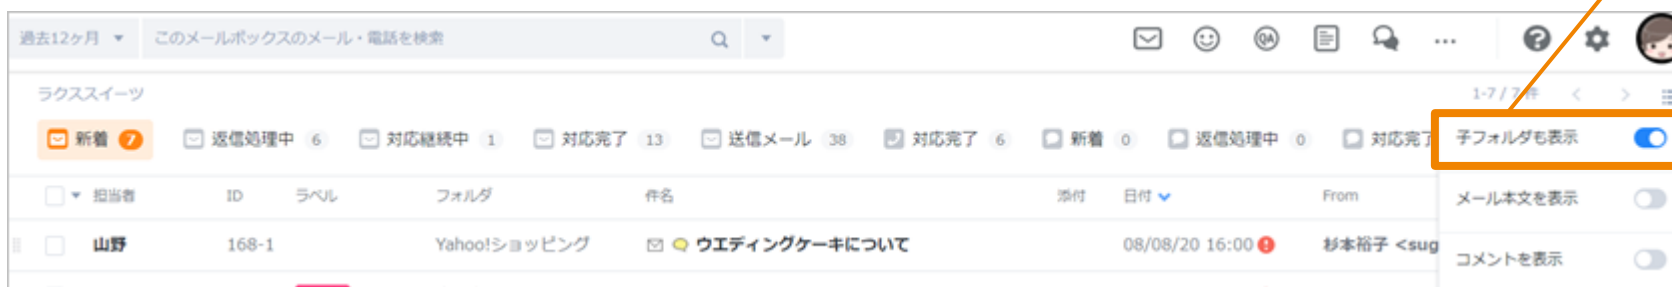 過去12ヶ月 このメールボックスのメール・電話を検索 QA ...
ラクススイーツ 1-7 / 7 件
新着 7 返信処理中 6 対応継続中 1 対応完了 13 送信メール 38 対応完了 6 新着 0 返信処理中 0 対応完了 子フォルダも表示
担当者 ID ラベル フォルダ 件名 添付 日付 From メール本文を表示
山野 168-1 Yahoo!ショッピング ウエディングケーキについて 08/08/20 16:00 杉本裕子 <sug
コメントを表示